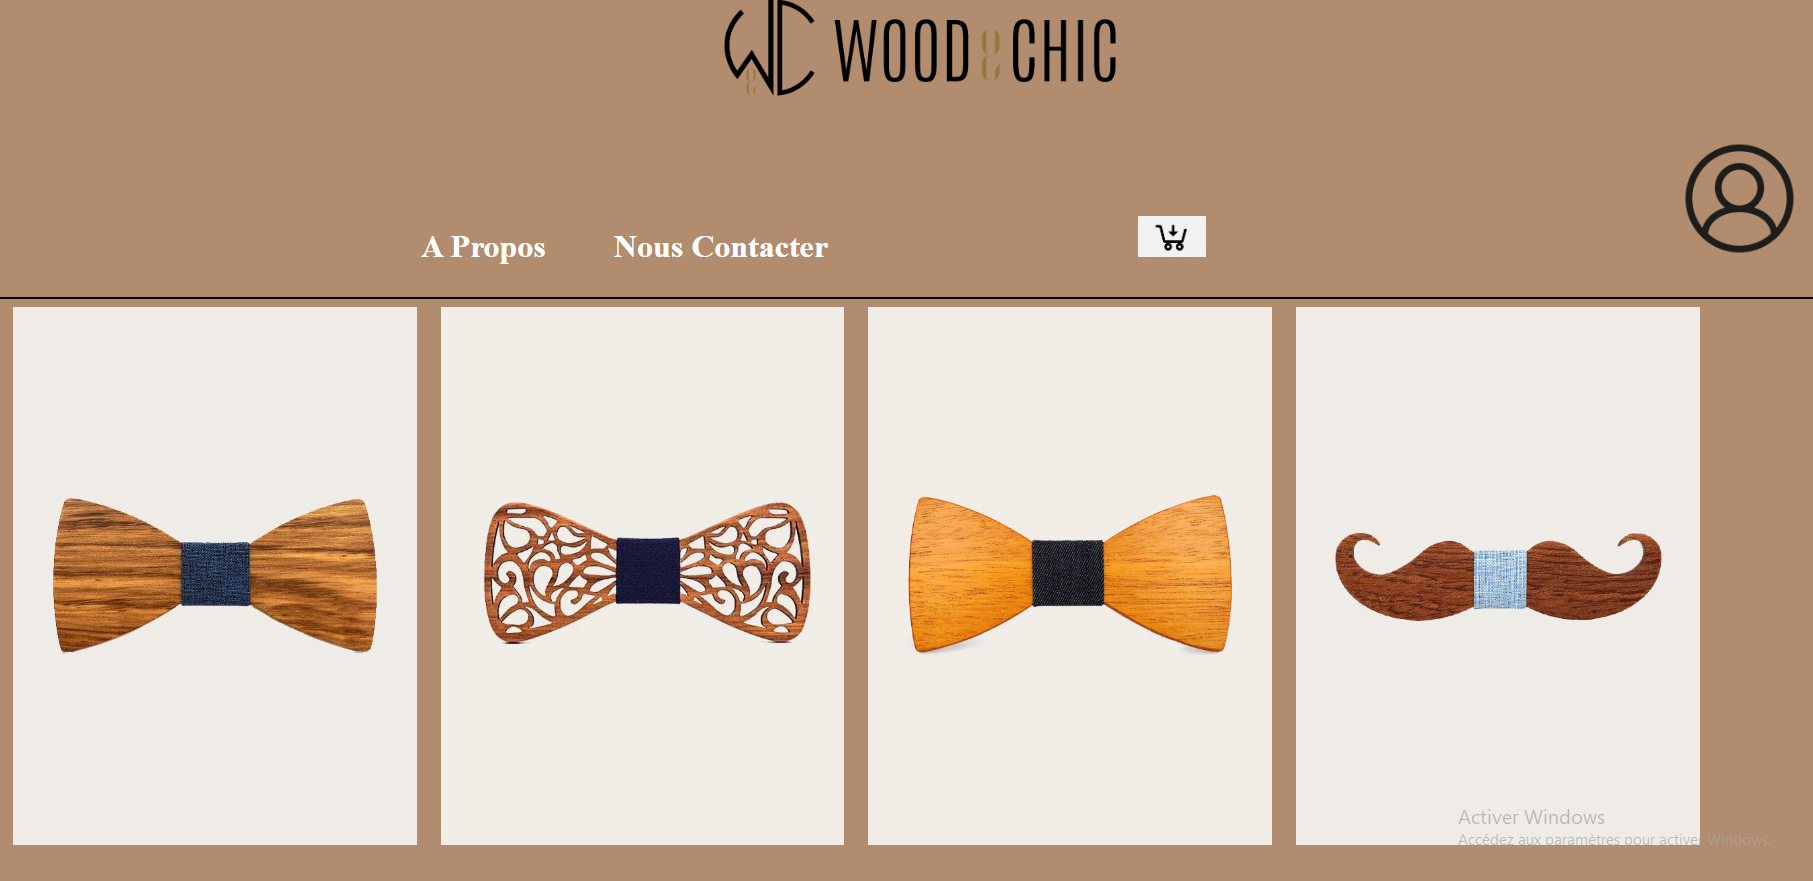 WC WOOD CHIC
A Propos Nous Contacter
Activer Windows
Accédez aux paramètres pour activer Windows.